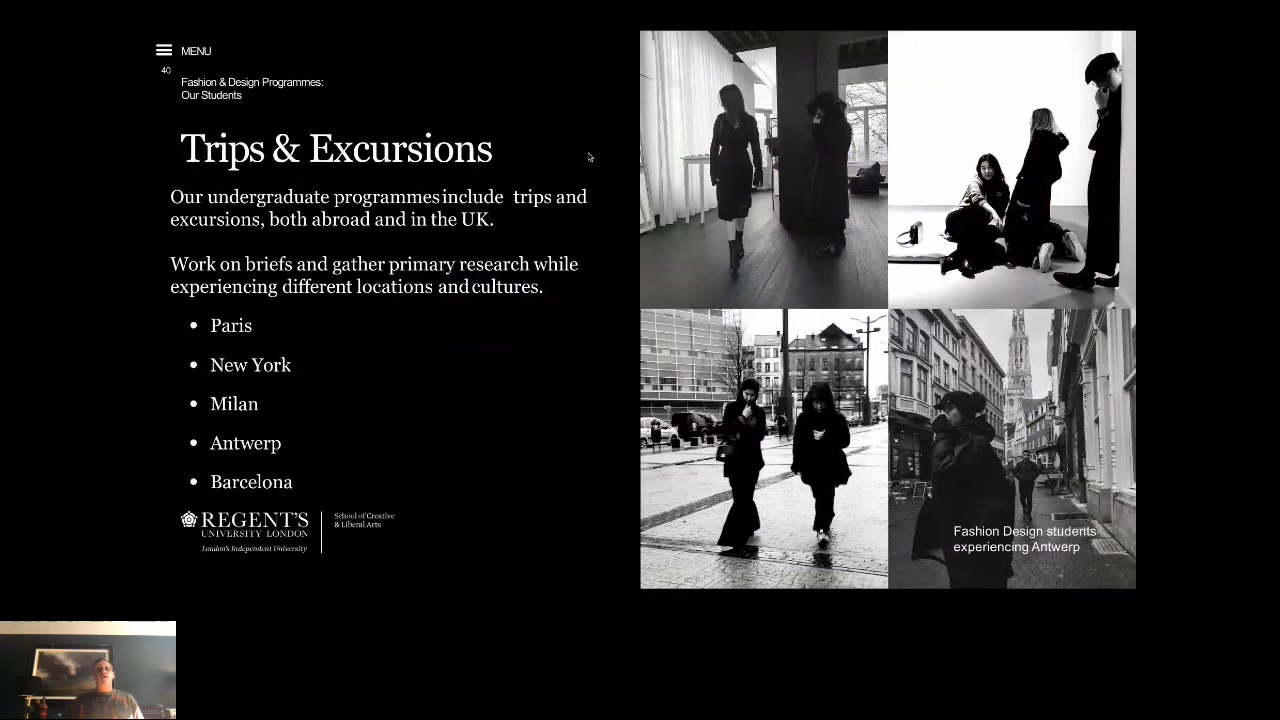 MENU
40
Fashion & Design Programmes:
Our Students
Trips & Excursions
Our undergraduate programmes include trips and
excursions, both abroad and in the UK.
Work on briefs and gather primary research while
experiencing different locations and cultures.
• Paris
• New York
• Milan
• Antwerp
• Barcelona
REGENT'S
UNIVERSITY LONDON
London's Independent University
School of Creative
& Liberal Arts
Fashion Design students
experiencing Antwerp